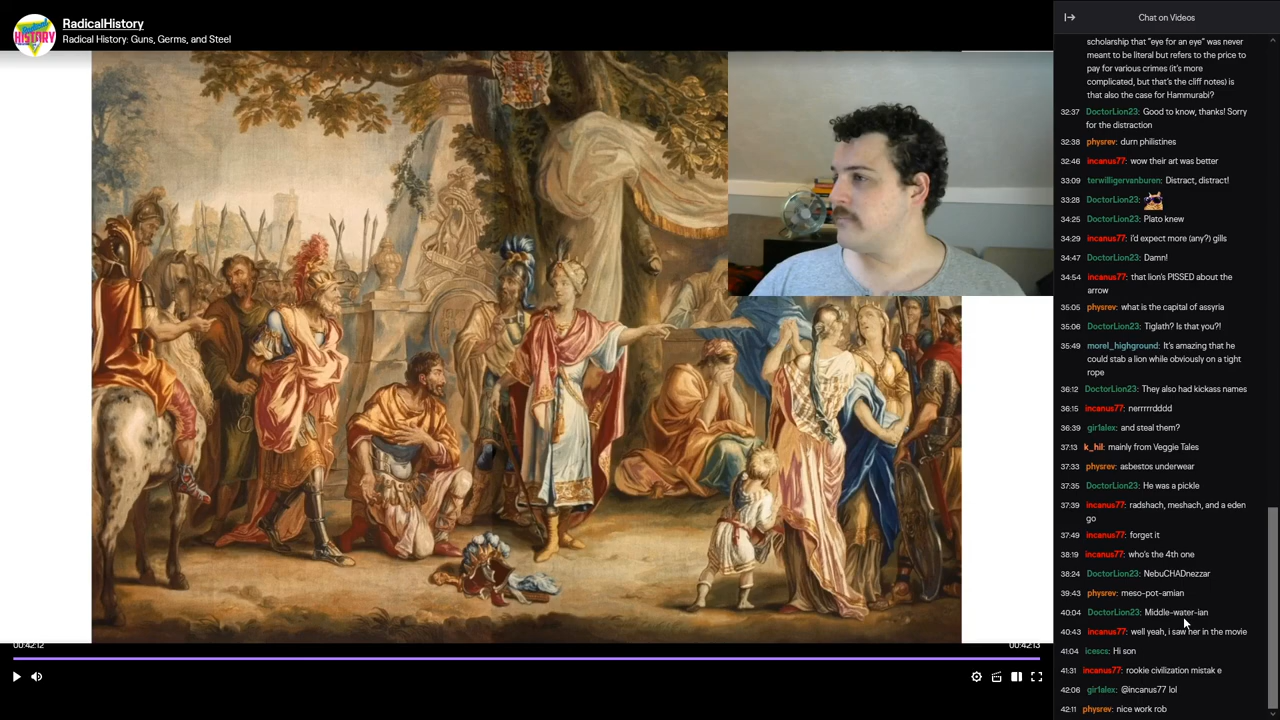 RadicalHistory
Radical History: Guns, Germs, and Steel
Radical
HISTORY
00:42:12
00:42:13
Chat on Videos
scholarship that "eye for an eye" was never
meant to be literal but refers to the price to
pay for various crimes (it's more
complicated, but that's the cliff notes) is
that also the case for Hammurabi?
32:37 DoctorLion23: Good to know, thanks! Sorry
for the distraction
32:38 physrev: durn philistines
32:46 incanus77: wow their art was better
33:09 terwilligervanburen: Distract, distract!
33:28 DoctorLion23:
34:25 DoctorLion23: Plato knew
34:29 incanus77: i'd expect more (any?) gills
34:47 DoctorLion23: Damn!
34:54 incanus77: that lion's PISSED about the
arrow
35:05 physrev: what is the capital of assyria
35:06 DoctorLion23: Tiglath? Is that you?!
35:49 morel_highground: It's amazing that he
could stab a lion while obviously on a tight
rope
36:12 DoctorLion23: They also had kickass names
36:15 incanus77: nerrrrrdddd
36:39 gir1alex: and steal them?
37:13 k_hil: mainly from Veggie Tales
37:33 physrev: asbestos underwear
37:35 DoctorLion23: He was a pickle
37:39 incanus77: radshach, meshach, and a eden
go
37:49 incanus77: forget it
38:19 incanus77: who's the 4th one
38:24 DoctorLion23: NebuCHADnezzar
39:43 physrev: meso-pot-amian
40:04 DoctorLion23: Middle-water-ian
40:43 incanus77: well yeah, i saw her in the movie
41:04 icescs: Hi son
41:31 incanus77: rookie civilization mistak e
42:06 gir1alex: @incanus77 lol
42:11 physrev: nice work rob